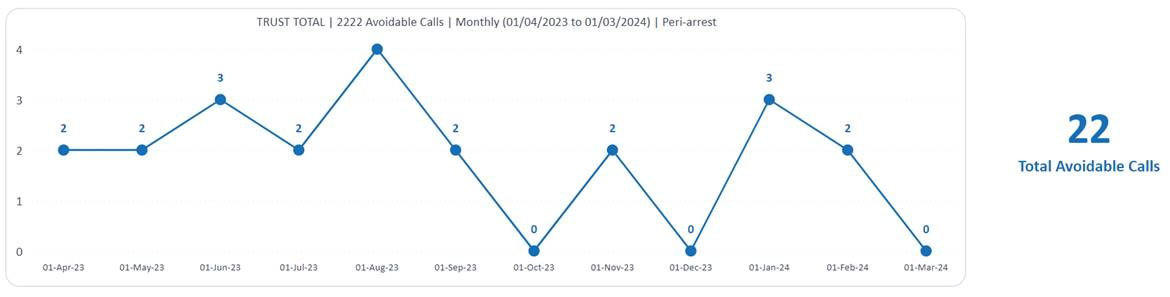 TRUST TOTAL | 2222 Avoidable Calls | Monthly (01/04/2023 to 01/03/2024) | Peri-arrest
4
3
2
1
0
2
2
3
2
2
0
2
0
3
2
0
01-Apr-23
01-May-23
01-Jun-23
01-Jul-23
01-Aug-23
01-Sep-23
01-Oct-23
01-Nov-23
01-Dec-23
01-Jan-24
01-Feb-24
01-Mar-24
22
Total Avoidable Calls